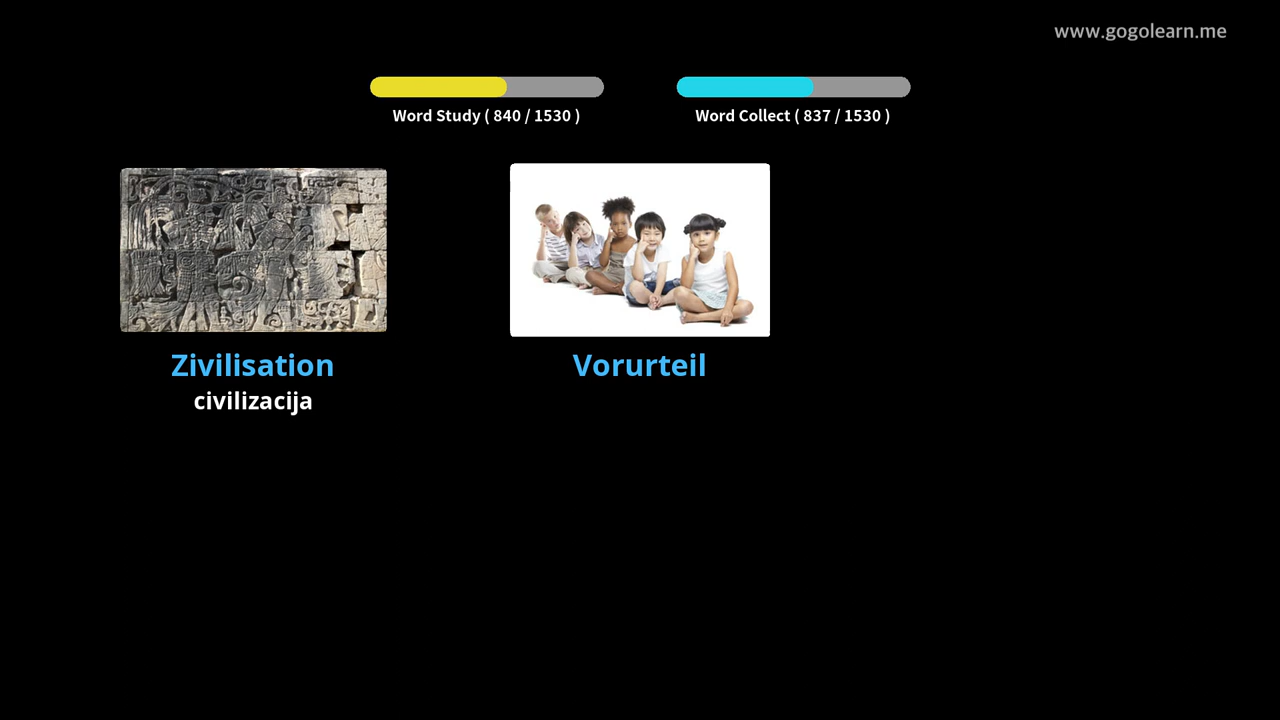 www.gogolearn.me
Word Study ( 840 / 1530 )
Word Collect ( 837 / 1530 )
Zivilisation
civilizacija
Vorurteil